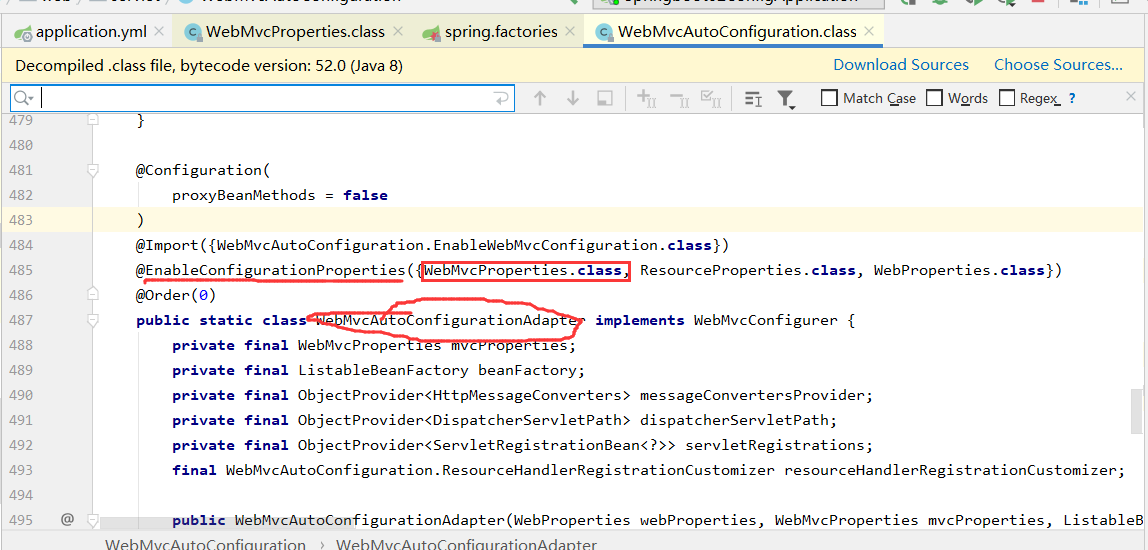 application.yml WebMvcProperties.class spring.factories WebMvcAutoConfiguration.class
Decompiled .class file, bytecode version: 52.0 (Java 8) Download Sources Choose Sources...
Match Case Words Regex ?
479 }
480
481 @Configuration(
482 proxyBeanMethods = false
483 )
484 @Import({WebMvcAutoConfiguration.EnableWebMvcConfiguration.class})
485 @EnableConfigurationProperties({WebMvcProperties.class, ResourceProperties.class, WebProperties.class})
486 @Order(0)
487 public static class WebMvcAutoConfigurationAdapter implements WebMvcConfigurer {
488 private final WebMvcProperties mvcProperties;
489 private final ListableBeanFactory beanFactory;
490 private final ObjectProvider<HttpMessageConverters> messageConvertersProvider;
491 private final ObjectProvider<DispatcherServletPath> dispatcherServletPath;
492 private final ObjectProvider<ServletRegistrationBean<?>> servletRegistrations;
493 final WebMvcAutoConfiguration.ResourceHandlerRegistrationCustomizer resourceHandlerRegistrationCustomizer;
494
495 @ public WebMvcAutoConfigurationAdapter(WebProperties webProperties, WebMvcProperties mvcProperties, ListableB
WebMvcAutoConfiguration › WebMvcAutoConfigurationAdapter